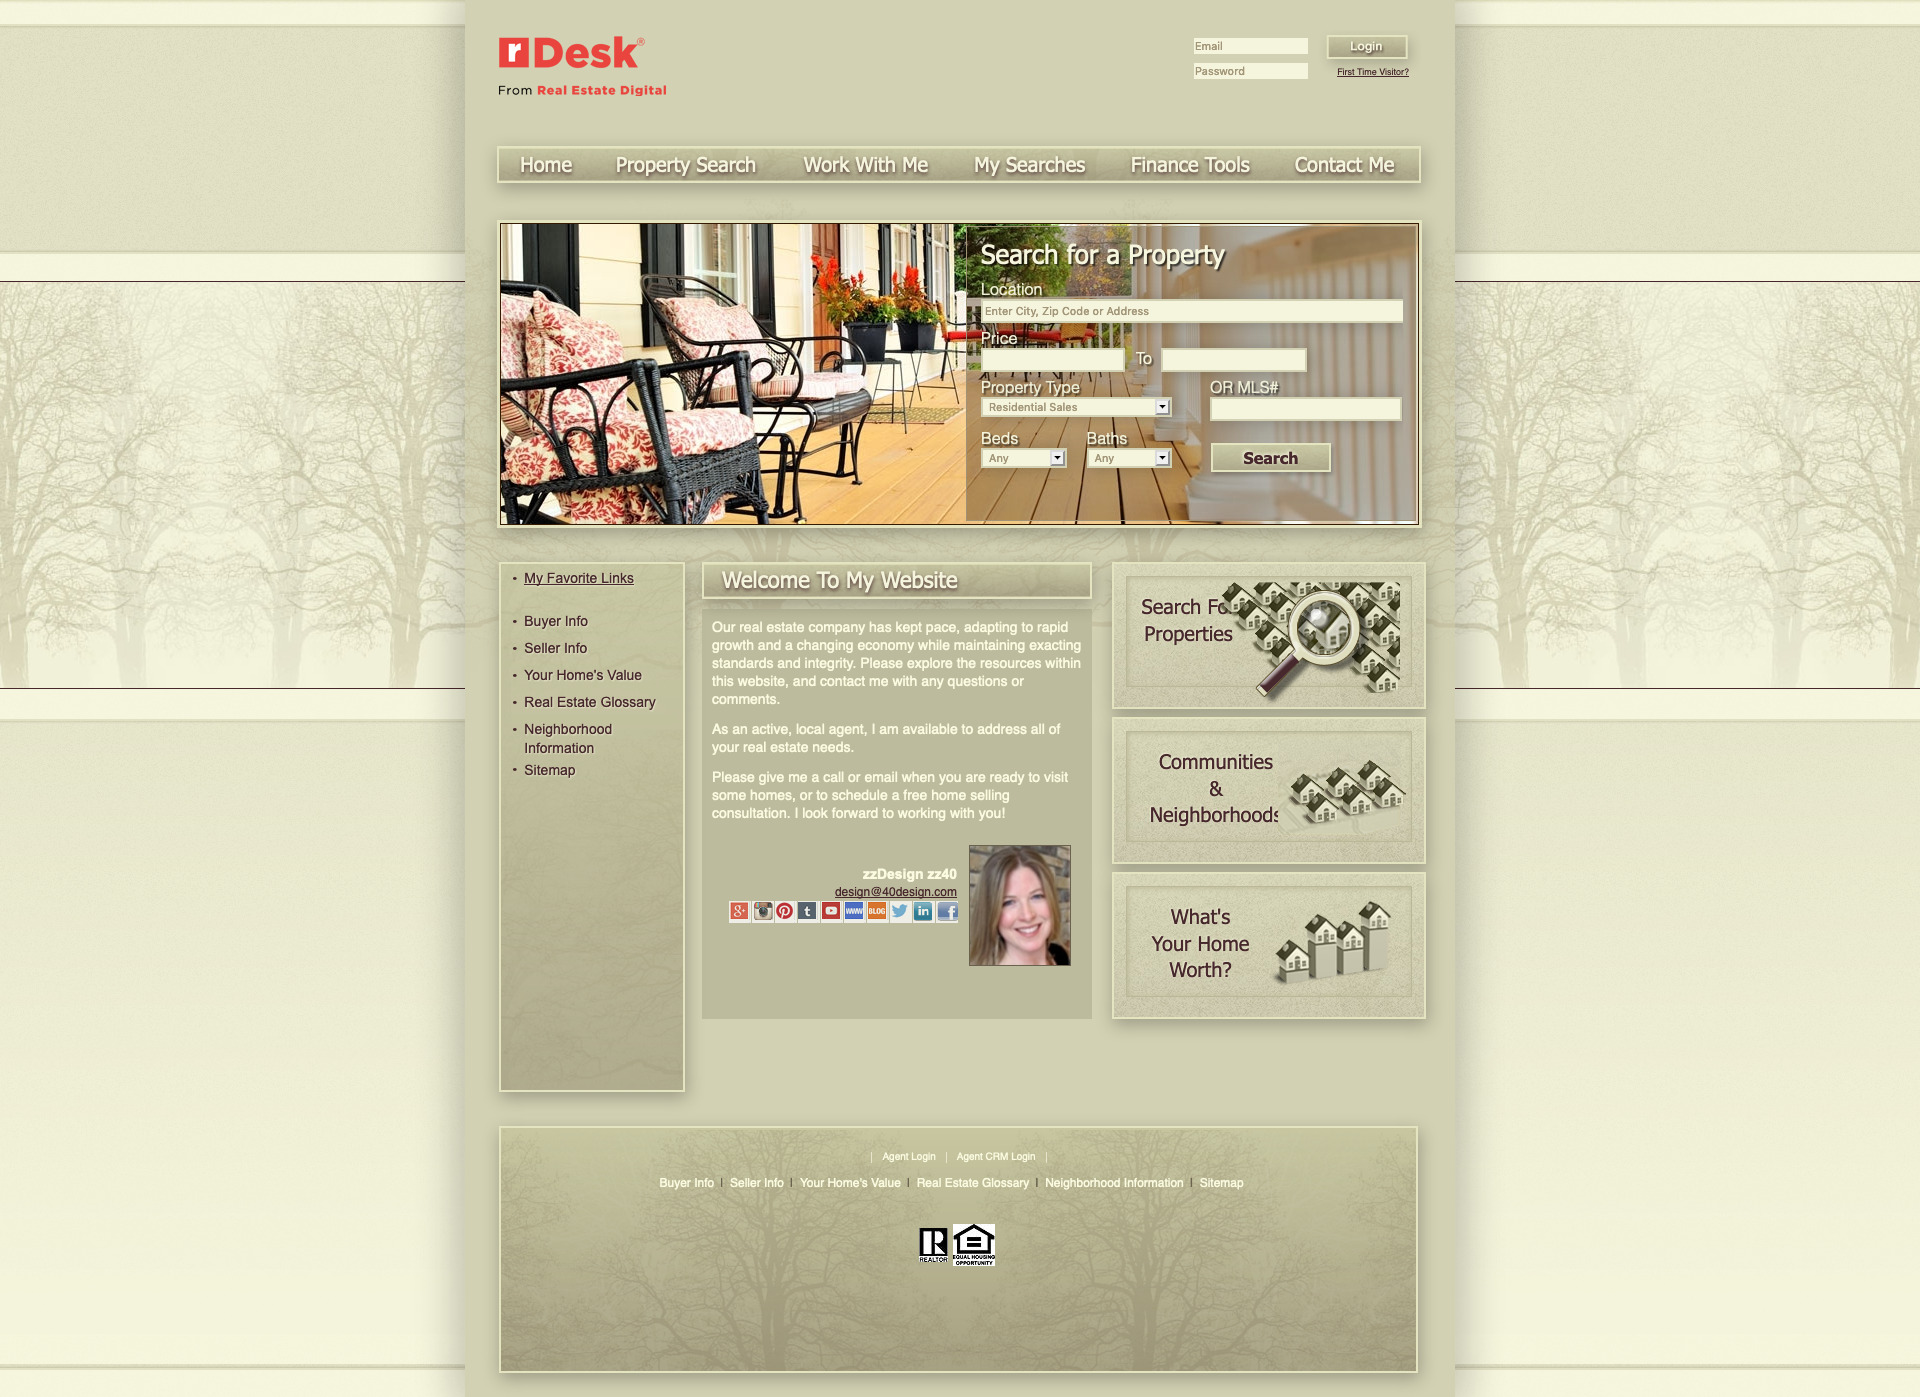 rDesk®
From Real Estate Digital
Email
Login
Password
First Time Visitor?
Home Property Search Work With Me My Searches Finance Tools Contact Me
Search for a Property
Location
Enter City, Zip Code or Address
Price
To
Property Type OR MLS#
Residential Sales
Beds Baths
Any Any
Search
• My Favorite Links
• Buyer Info
• Seller Info
• Your Home's Value
• Real Estate Glossary
• Neighborhood
Information
• Sitemap
Welcome To My Website
Our real estate company has kept pace, adapting to rapid
growth and a changing economy while maintaining exacting
standards and integrity. Please explore the resources within
this website, and contact me with any questions or
comments.
As an active, local agent, I am available to address all of
your real estate needs.
Please give me a call or email when you are ready to visit
some homes, or to schedule a free home selling
consultation. I look forward to working with you!
zzDesign zz40
design@40design.com
g+ t WWW BLOG in f
Search For
Properties
Communities
&
Neighborhoods
What's
Your Home
Worth?
| Agent Login | Agent CRM Login |
Buyer Info | Seller Info | Your Home's Value | Real Estate Glossary | Neighborhood Information | Sitemap
R
REALTOR
EQUAL HOUSING
OPPORTUNITY